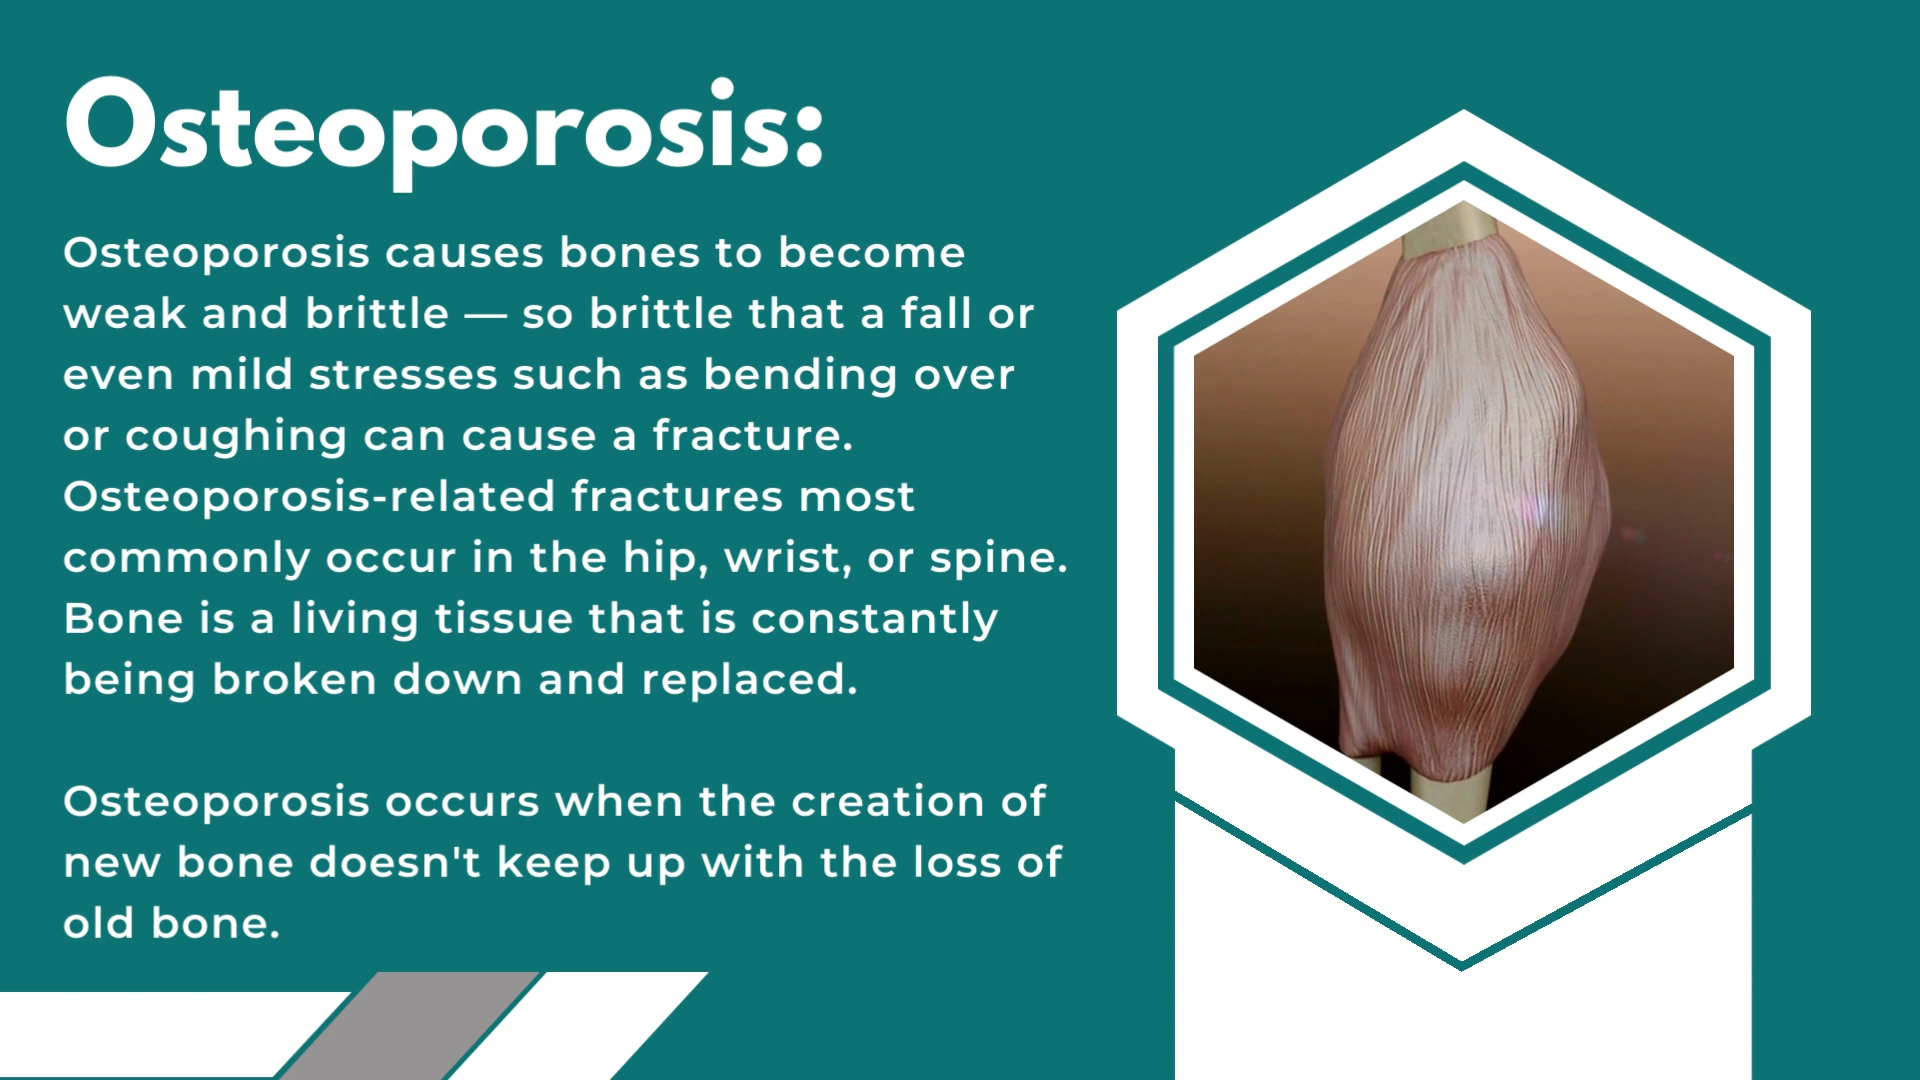 Osteoporosis:
Osteoporosis causes bones to become
weak and brittle — so brittle that a fall or
even mild stresses such as bending over
or coughing can cause a fracture.
Osteoporosis-related fractures most
commonly occur in the hip, wrist, or spine.
Bone is a living tissue that is constantly
being broken down and replaced.
Osteoporosis occurs when the creation of
new bone doesn't keep up with the loss of
old bone.